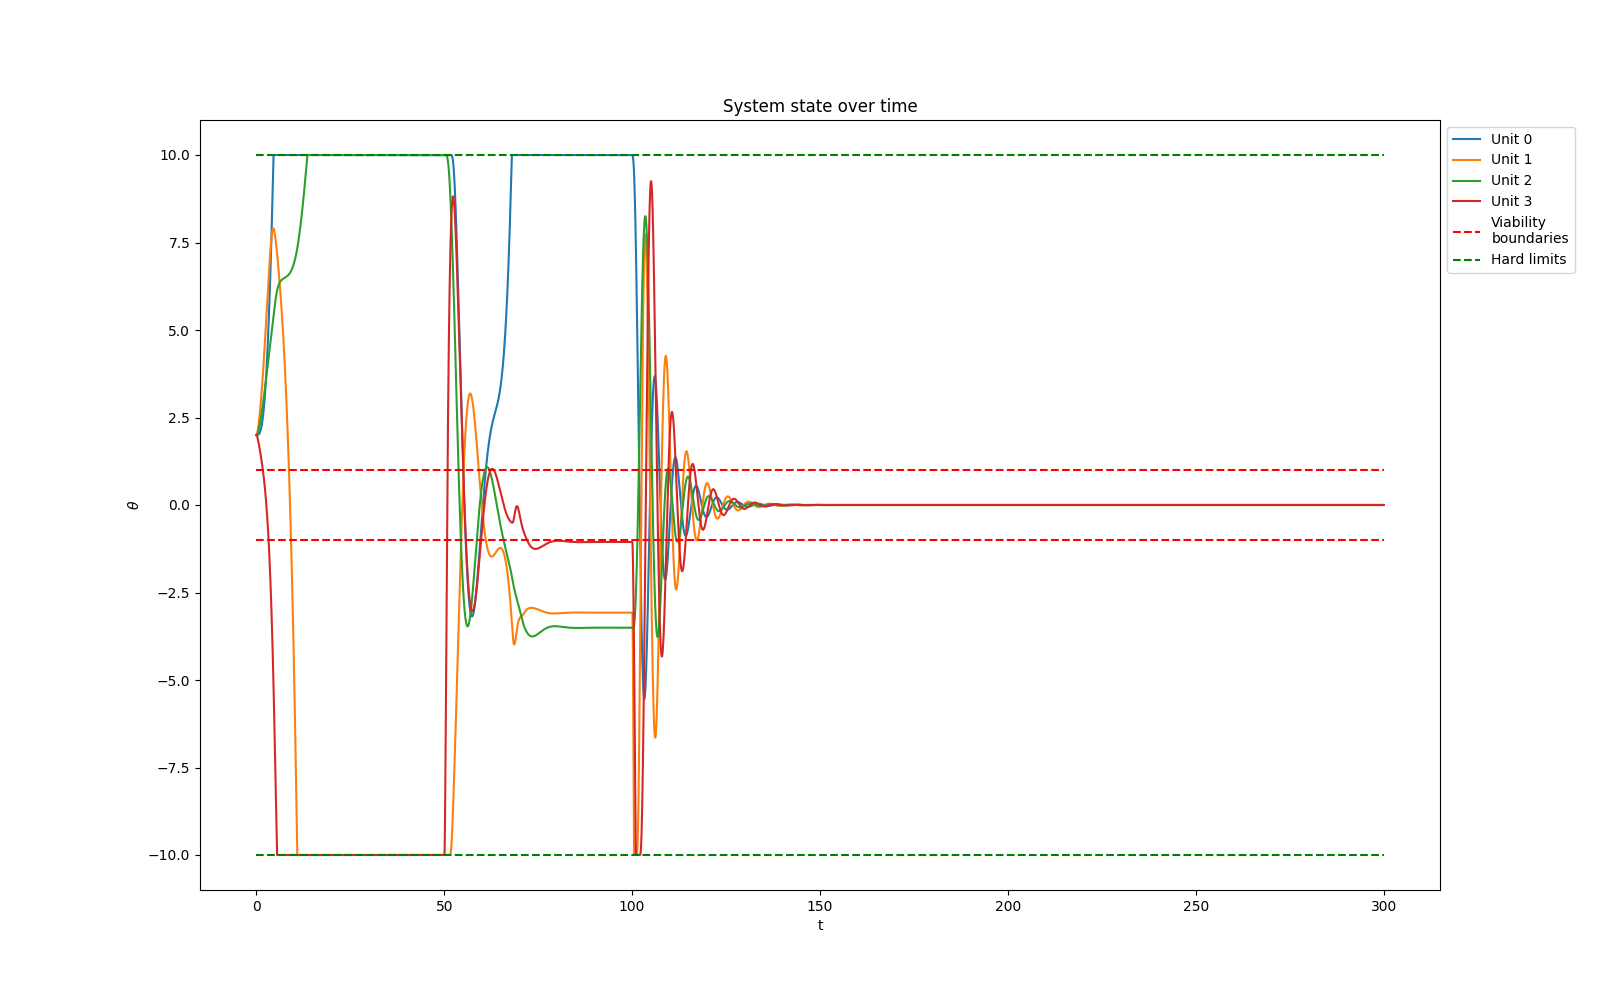 System state over time
10.0
7.5
5.0
2.5
0.0
−2.5
−5.0
−7.5
−10.0
θ
0
50
100
150
200
250
300
t
Unit 0
Unit 1
Unit 2
Unit 3
Viability
boundaries
Hard limits